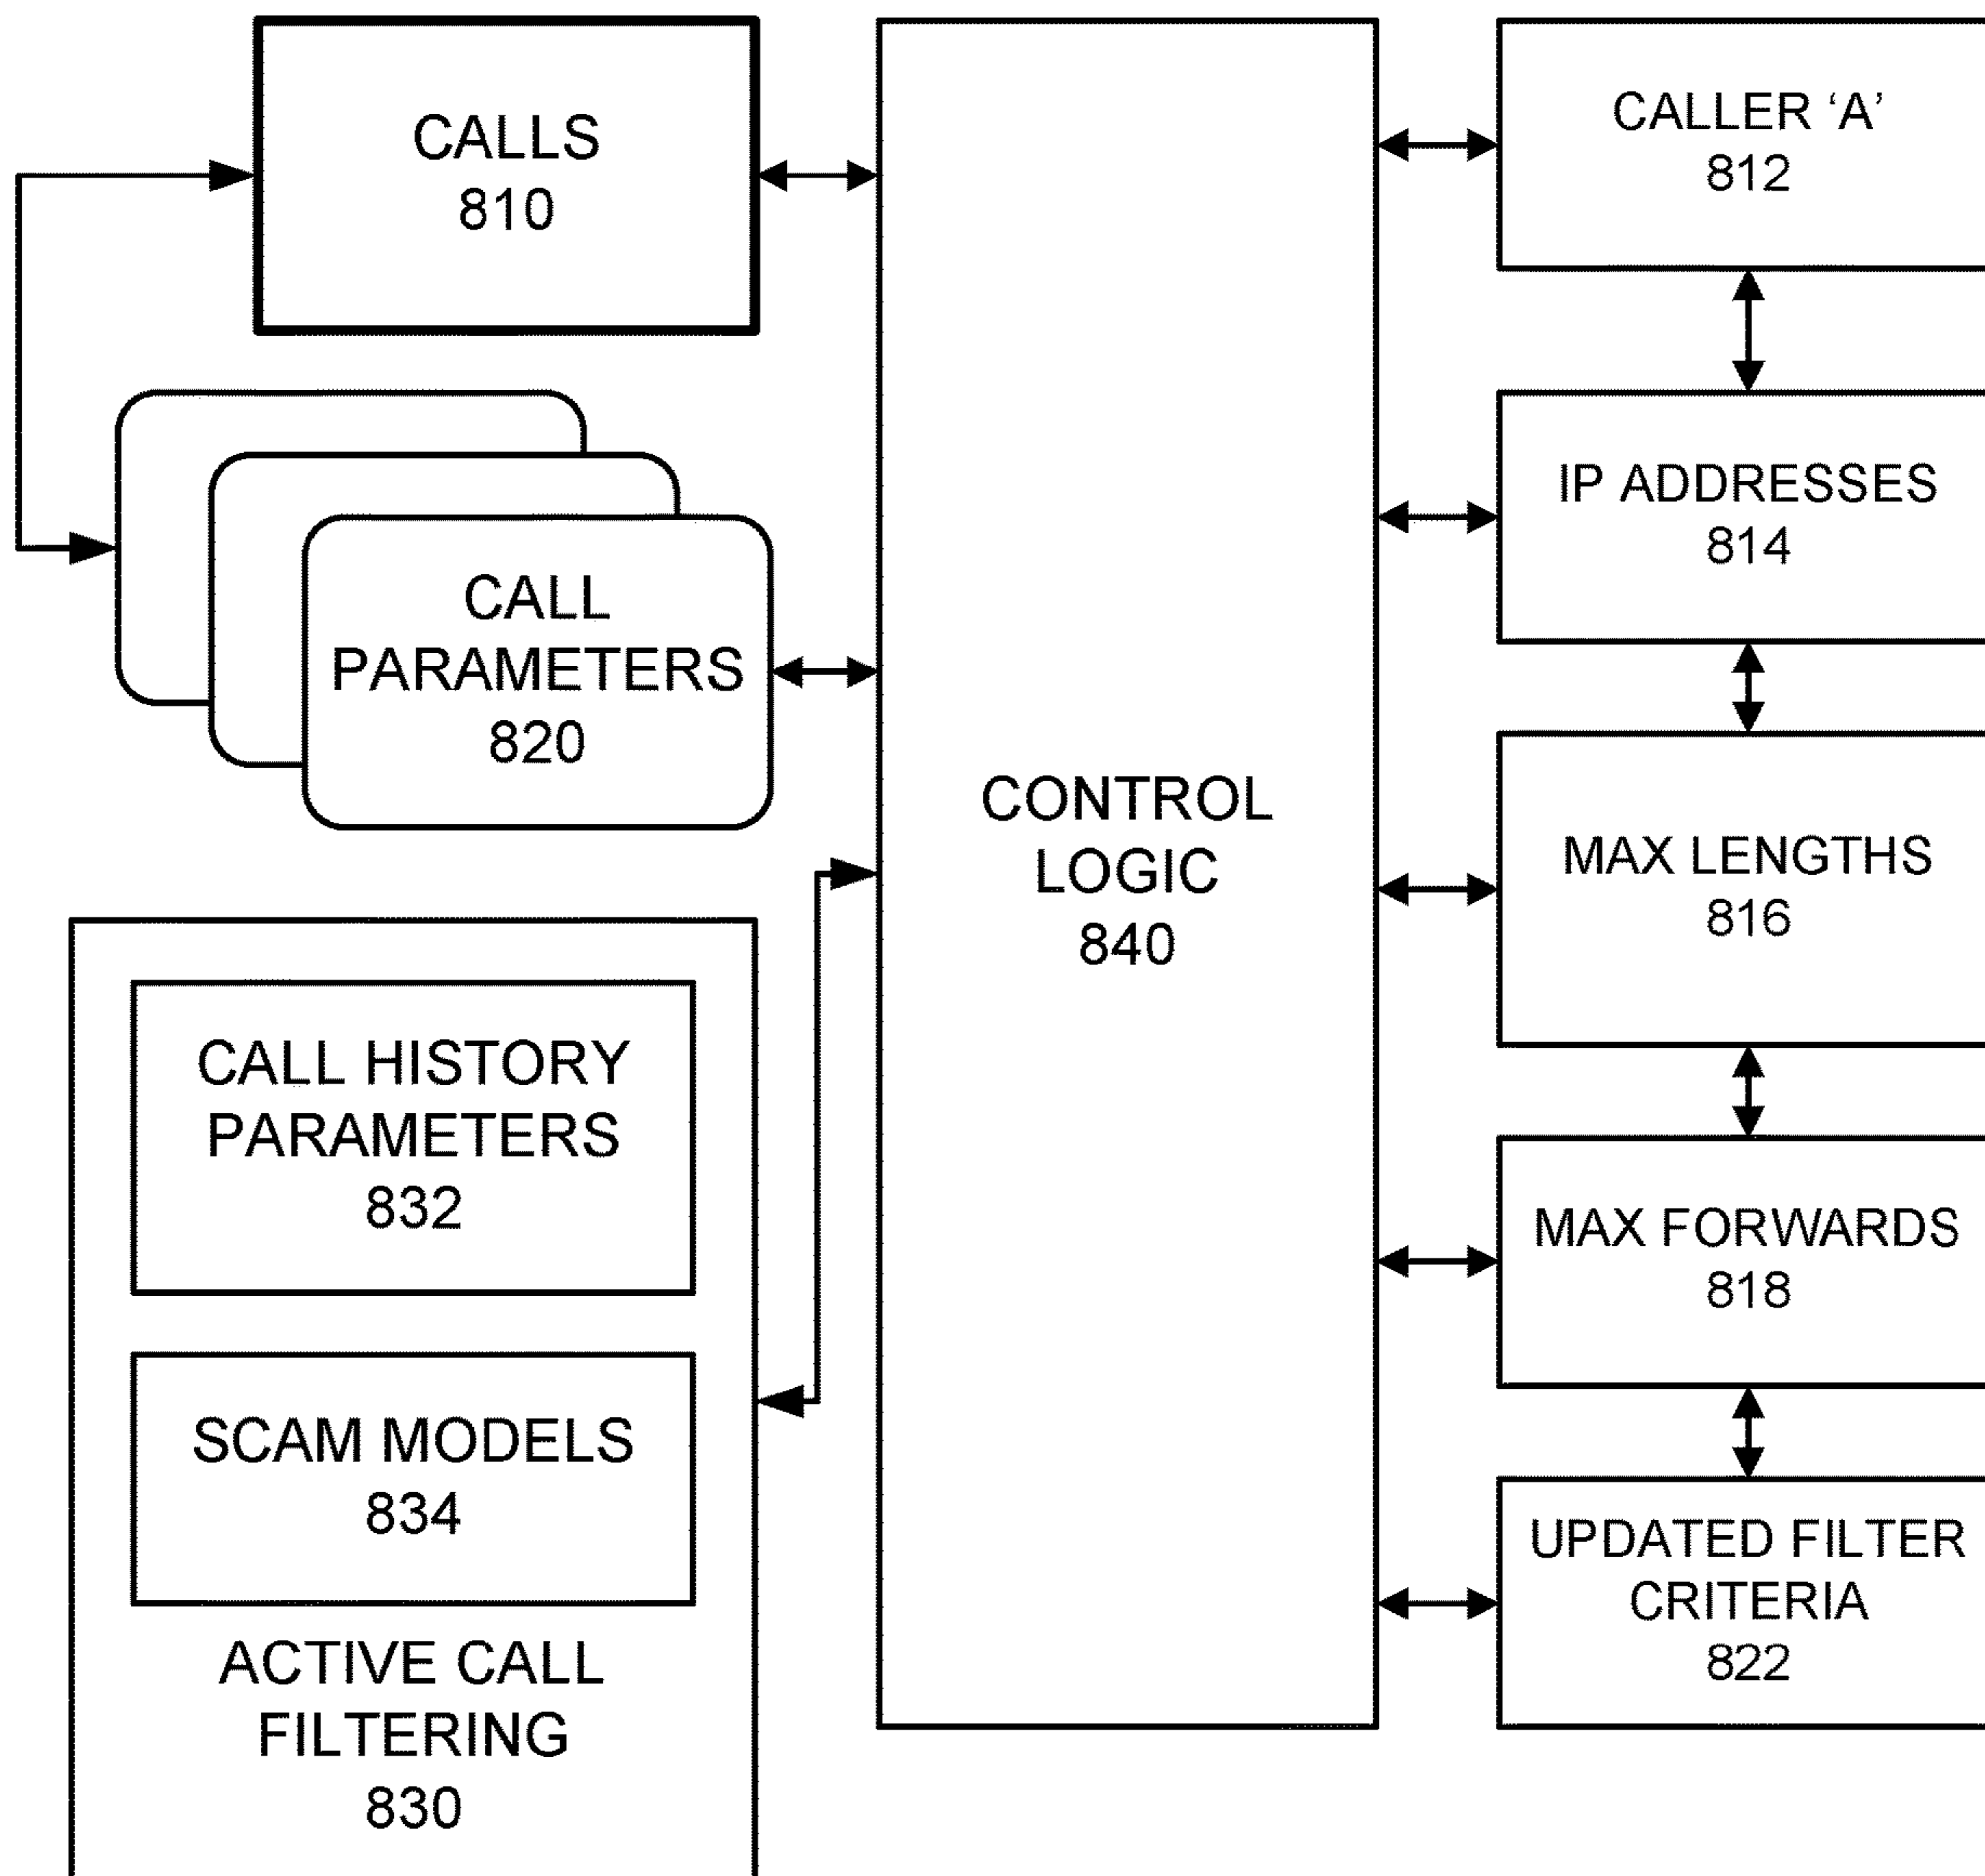 CALLS
810
CALL
PARAMETERS
820
CALL HISTORY
PARAMETERS
832
SCAM MODELS
834
ACTIVE CALL
FILTERING
830
CONTROL
LOGIC
840
CALLER ‘A’
812
IP ADDRESSES
814
MAX LENGTHS
816
MAX FORWARDS
818
UPDATED FILTER
CRITERIA
822